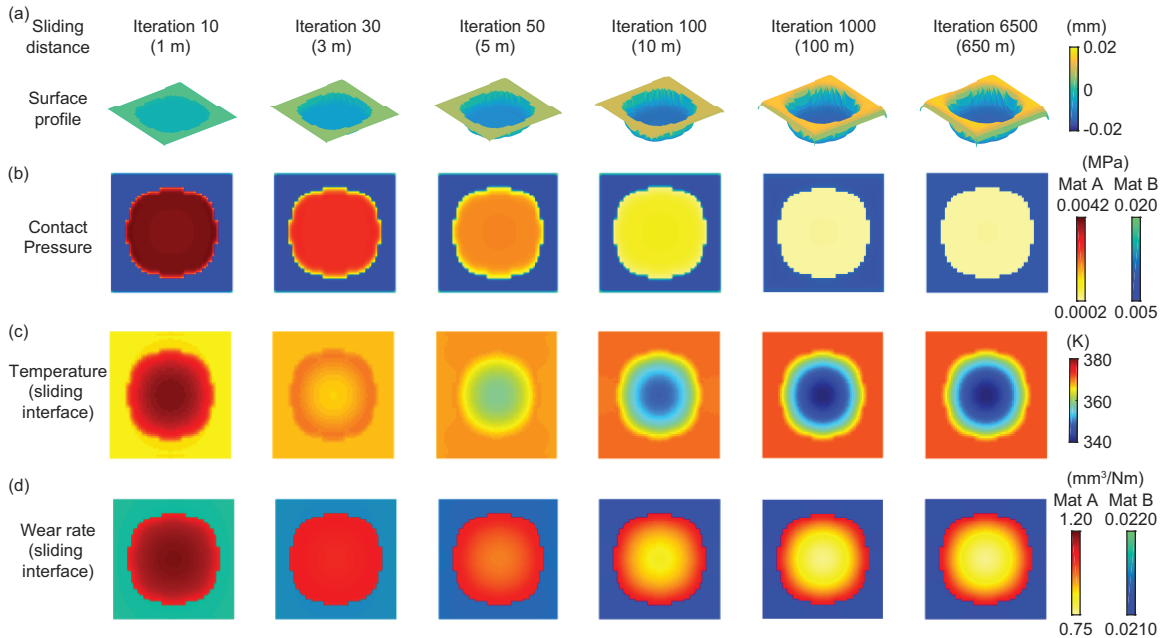 (a)
Sliding
distance
Iteration 10
(1 m)
Iteration 30
(3 m)
Iteration 50
(5 m)
Iteration 100
(10 m)
Iteration 1000
(100 m)
Iteration 6500
(650 m)
(mm)
0.02
0
-0.02
Surface
profile
(b)
Contact
Pressure
(MPa)
Mat A Mat B
0.0042 0.020
0.0002 0.005
(c)
Temperature
(sliding
interface)
(K)
380
360
340
(d)
Wear rate
(sliding
interface)
(mm³/Nm)
Mat A Mat B
1.20 0.0220
0.75 0.0210